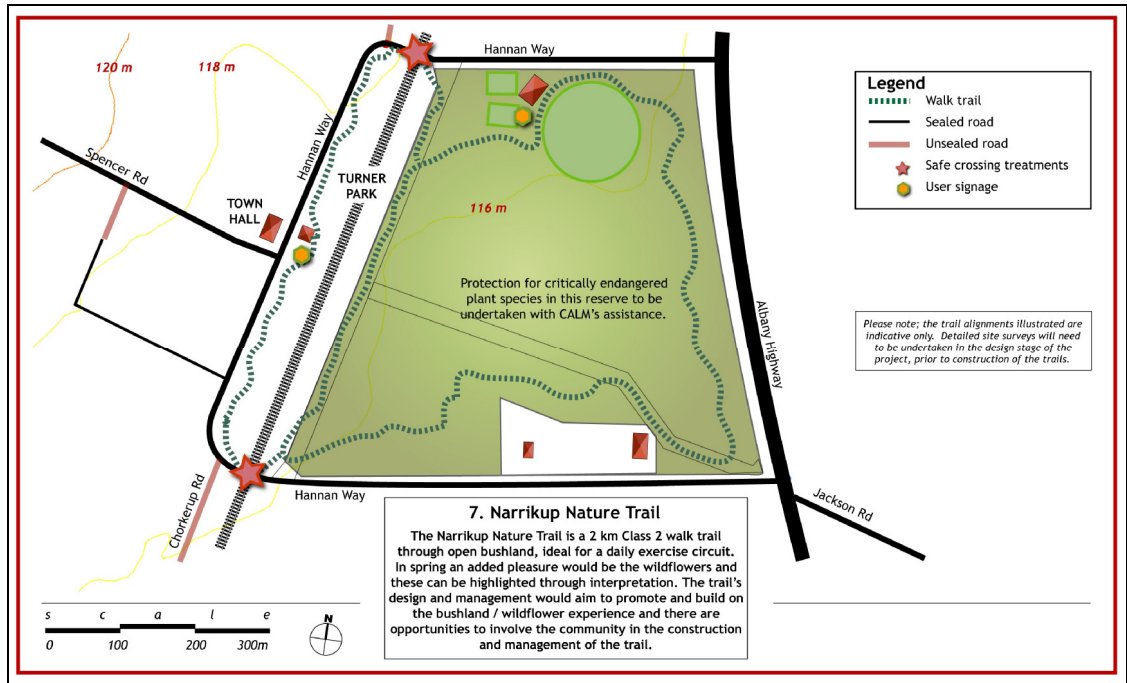 Hannan Way
120 m
118 m
Legend
Walk trail
Sealed road
Unsealed road
Safe crossing treatments
User signage
Spencer Rd
Hannan Way
TURNER
PARK
TOWN
HALL
116 m
Protection for critically endangered
plant species in this reserve to be
undertaken with CALM's assistance.
Albany Highway
Please note; the trail alignments illustrated are
indicative only. Detailed site surveys will need
to be undertaken in the design stage of the
project, prior to construction of the trails.
Chorkerup Rd
Hannan Way
Jackson Rd
7. Narrikup Nature Trail
The Narrikup Nature Trail is a 2 km Class 2 walk trail
through open bushland, ideal for a daily exercise circuit.
In spring an added pleasure would be the wildflowers and
these can be highlighted through interpretation. The trail's
design and management would aim to promote and build on
the bushland / wildflower experience and there are
opportunities to involve the community in the construction
and management of the trail.
s c a l e
0 100 200 300m
N